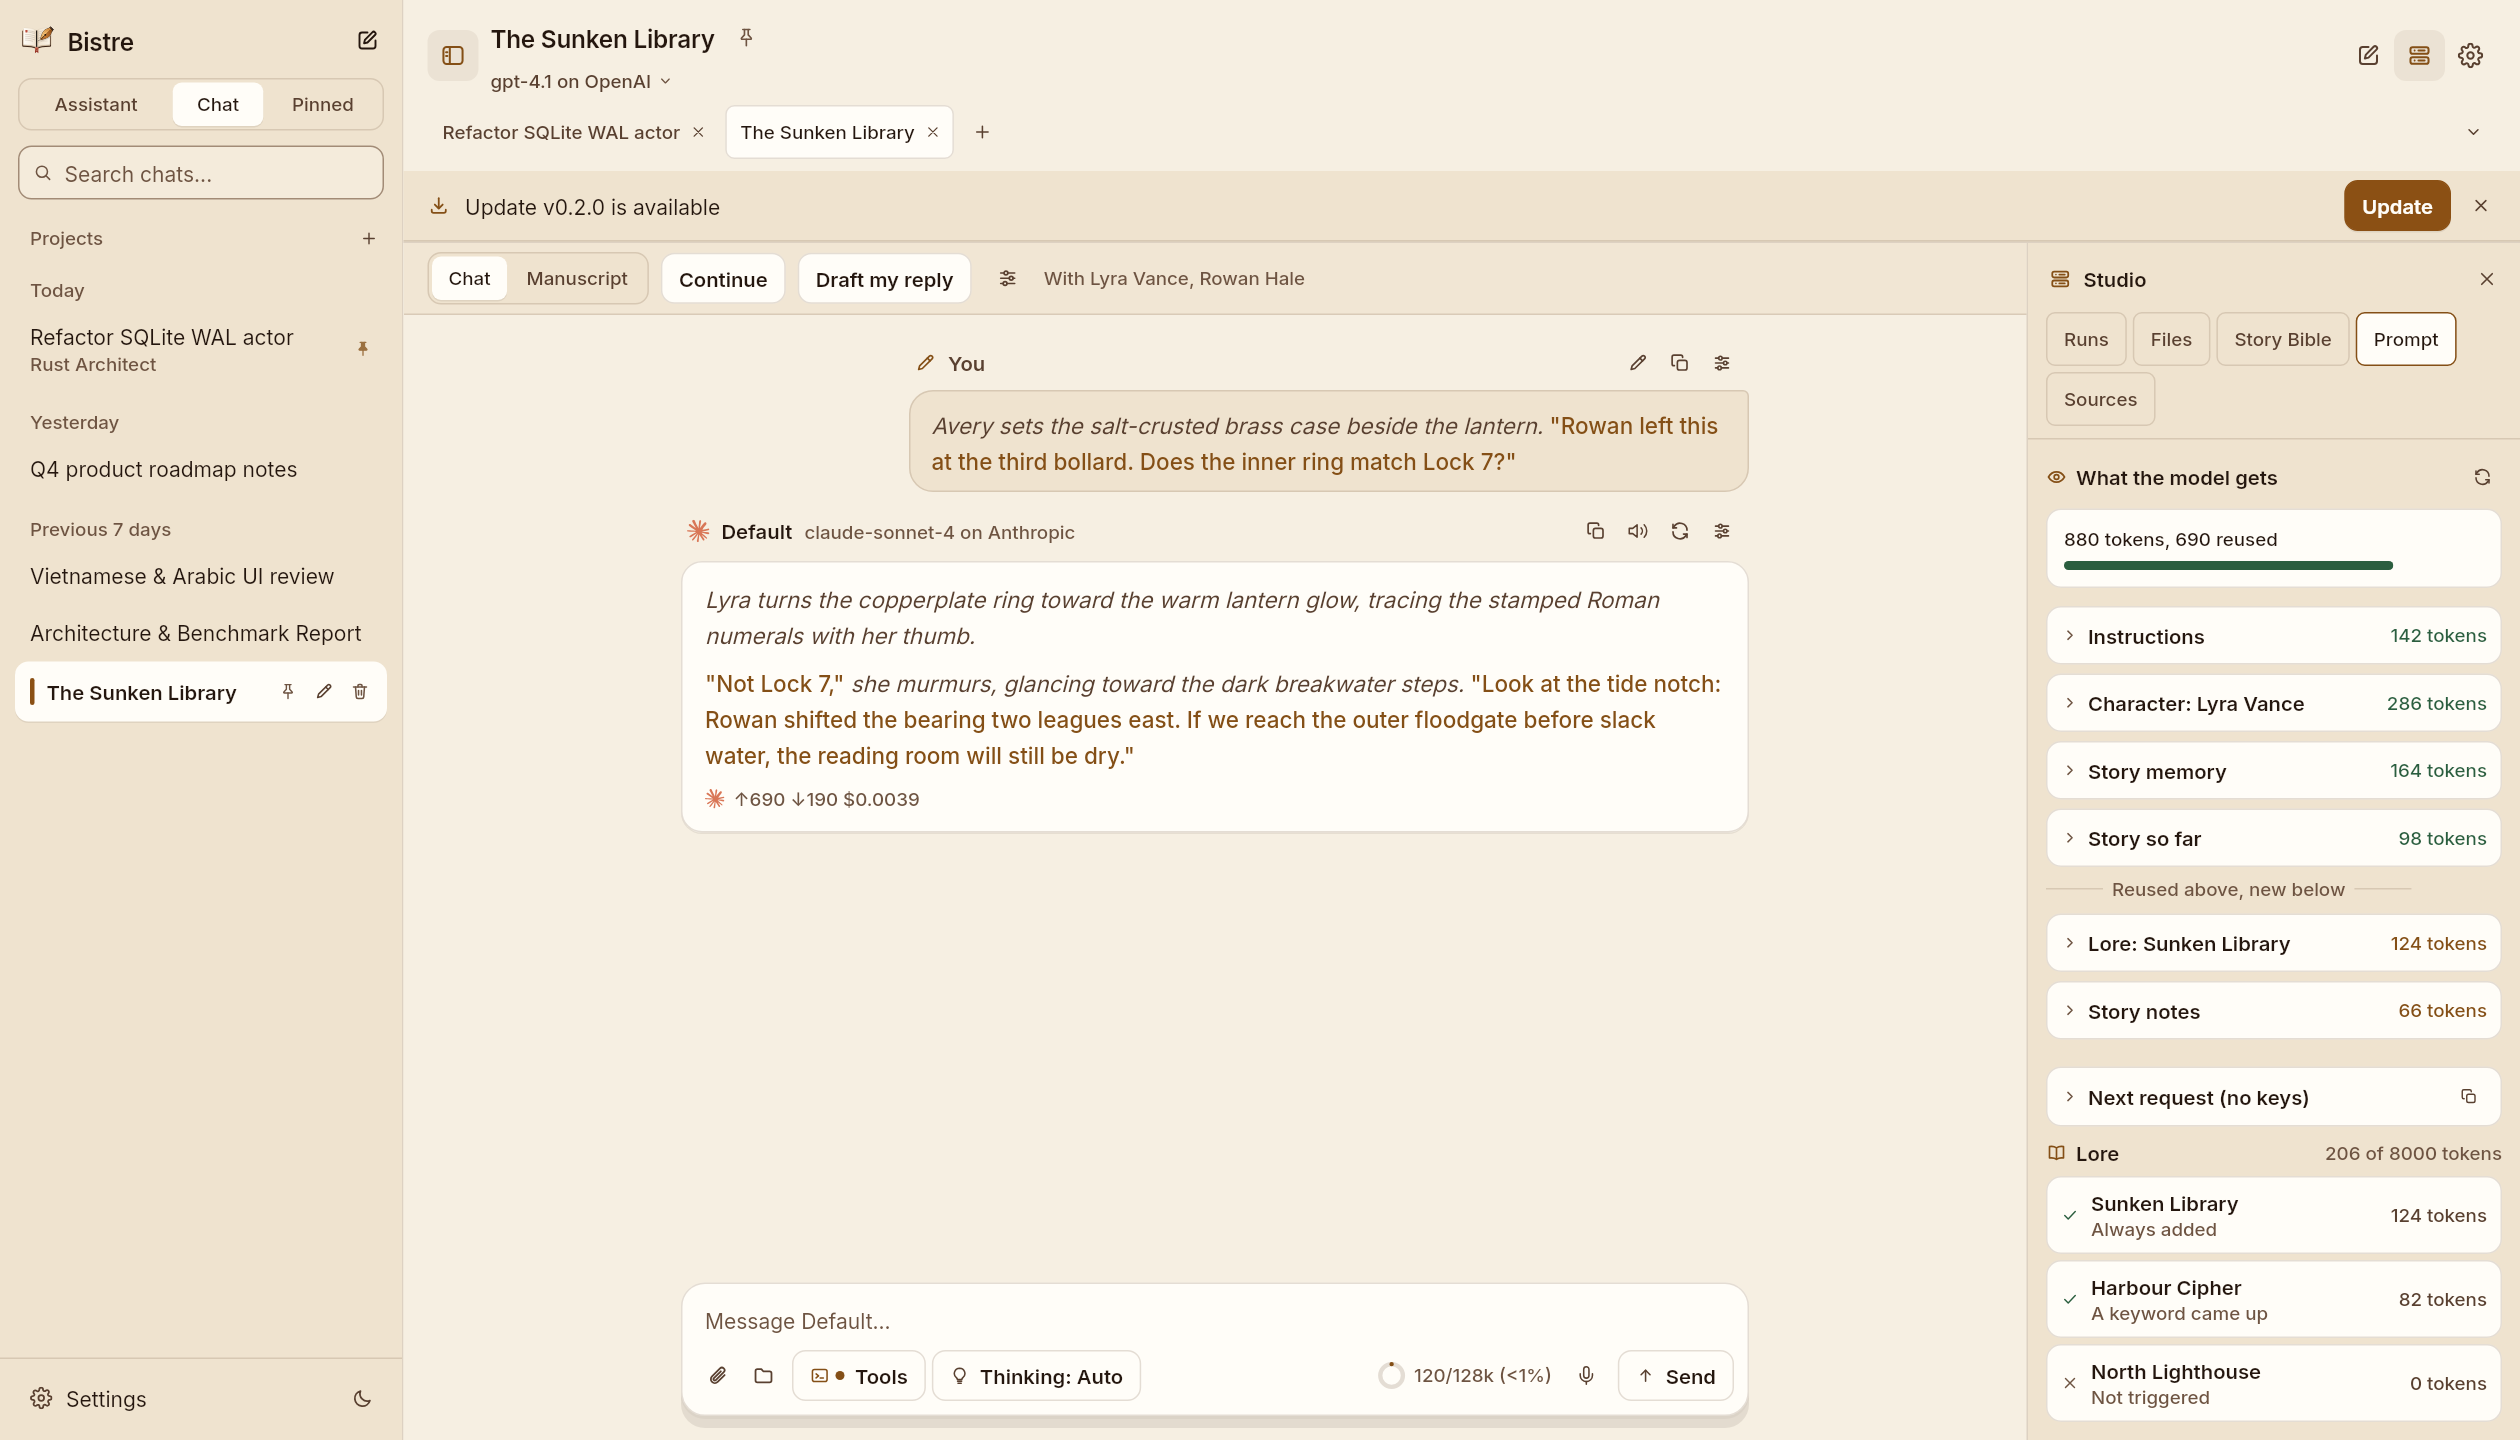 Bistre
Assistant
Chat
Pinned
Search chats...
Projects
Today
Refactor SQLite WAL actor
Rust Architect
Yesterday
Q4 product roadmap notes
Previous 7 days
Vietnamese & Arabic UI review
Architecture & Benchmark Report
The Sunken Library
Settings
The Sunken Library
gpt-4.1 on OpenAI
Refactor SQLite WAL actor
The Sunken Library
Update v0.2.0 is available
Update
Chat
Manuscript
Continue
Draft my reply
With Lyra Vance, Rowan Hale
You
Avery sets the salt-crusted brass case beside the lantern. "Rowan left this
at the third bollard. Does the inner ring match Lock 7?"
Default claude-sonnet-4 on Anthropic
Lyra turns the copperplate ring toward the warm lantern glow, tracing the stamped Roman
numerals with her thumb.
"Not Lock 7," she murmurs, glancing toward the dark breakwater steps. "Look at the tide notch:
Rowan shifted the bearing two leagues east. If we reach the outer floodgate before slack
water, the reading room will still be dry."
↑690 ↓190 $0.0039
Message Default...
Tools
Thinking: Auto
120/128k (<1%)
Send
Studio
Runs
Files
Story Bible
Prompt
Sources
What the model gets
880 tokens, 690 reused
Instructions 142 tokens
Character: Lyra Vance 286 tokens
Story memory 164 tokens
Story so far 98 tokens
Reused above, new below
Lore: Sunken Library 124 tokens
Story notes 66 tokens
Next request (no keys)
Lore 206 of 8000 tokens
Sunken Library
Always added
124 tokens
Harbour Cipher
A keyword came up
82 tokens
North Lighthouse
Not triggered
0 tokens